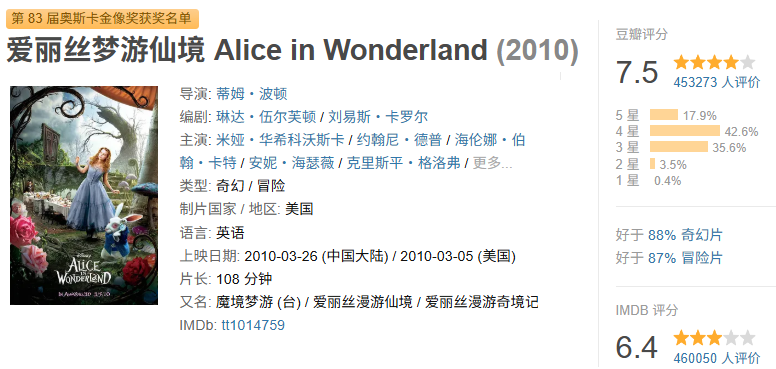 第 83 届奥斯卡金像奖获奖名单
爱丽丝梦游仙境 Alice in Wonderland (2010)
导演: 蒂姆・波顿
编剧: 琳达・伍尔芙顿 / 刘易斯・卡罗尔
主演: 米娅・华希科沃斯卡 / 约翰尼・德普 / 海伦娜・伯
翰・卡特 / 安妮・海瑟薇 / 克里斯平・格洛弗 / 更多...
类型: 奇幻 / 冒险
制片国家 / 地区: 美国
语言: 英语
上映日期: 2010-03-26 (中国大陆) / 2010-03-05 (美国)
片长: 108 分钟
又名: 魔境梦游 (台) / 爱丽丝漫游仙境 / 爱丽丝漫游奇境记
IMDb: tt1014759
DISNEY
ALICE
IN
WONDERLAND
豆瓣评分
7.5
453273 人评价
5 星 17.9%
4 星 42.6%
3 星 35.6%
2 星 3.5%
1 星 0.4%
好于 88% 奇幻片
好于 87% 冒险片
IMDB 评分
6.4
460050 人评价